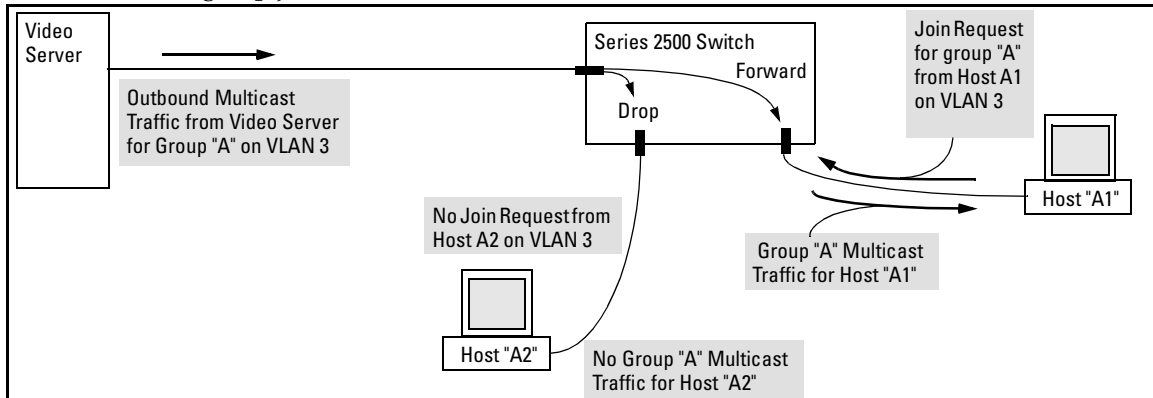 Video
Server
Outbound Multicast
Traffic from Video Server
for Group "A" on VLAN 3
Series 2500 Switch
Forward
Drop
Join Request
for group "A"
from Host A1
on VLAN 3
Host "A1"
No Join Request from
Host A2 on VLAN 3
Group "A" Multicast
Traffic for Host "A1"
Host "A2"
No Group "A" Multicast
Traffic for Host "A2"